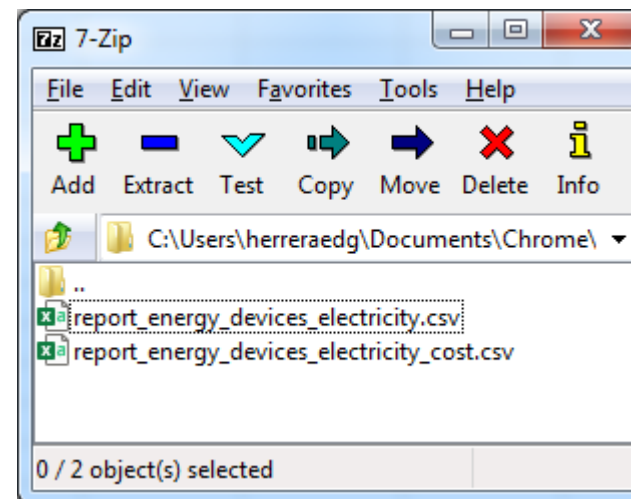 7z 7-Zip
File Edit View Favorites Tools Help
Add Extract Test Copy Move Delete Info
C:\Users\herreraedg\Documents\Chrome\
..
report_energy_devices_electricity.csv
report_energy_devices_electricity_cost.csv
0 / 2 object(s) selected